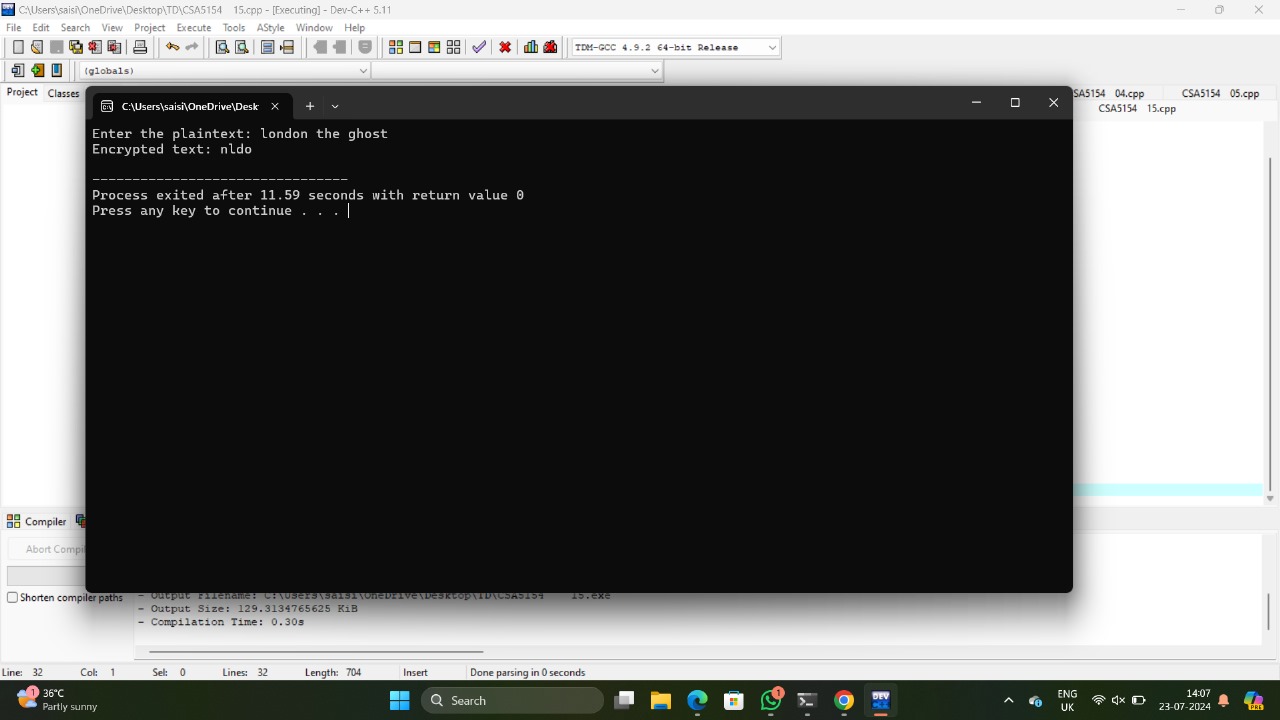 C:\Users\saisi\OneDrive\Desktop\TD\CSA5154 15.cpp - [Executing] - Dev-C++ 5.11
File Edit Search View Project Execute Tools AStyle Window Help
TDM-GCC 4.9.2 64-bit Release
(globals)
Project Classes
CSA5154 04.cpp CSA5154 05.cpp
CSA5154 15.cpp
C:\Users\saisi\OneDrive\Desk
Enter the plaintext: london the ghost
Encrypted text: nldo
--------------------------------
Process exited after 11.59 seconds with return value 0
Press any key to continue . . .
Compiler
Abort Compil
Shorten compiler paths
- Output Filename: C:\Users\saisi\OneDrive\Desktop\TD\CSA5154 15.exe
- Output Size: 129.3134765625 KiB
- Compilation Time: 0.30s
Line: 32 Col: 1 Sel: 0 Lines: 32 Length: 704 Insert Done parsing in 0 seconds
1
36°C
Partly sunny
Search
DEV
1
ENG
UK
14:07
23-07-2024
PRE